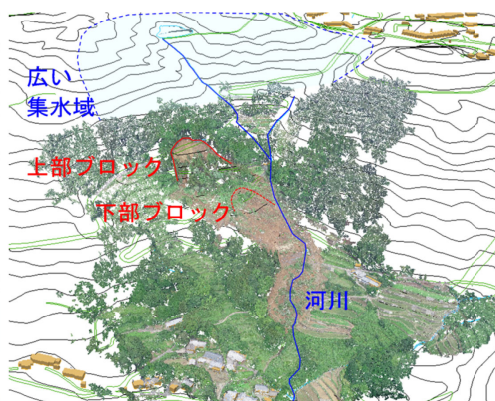 広い
集水域
上部ブロック
下部ブロック
河川